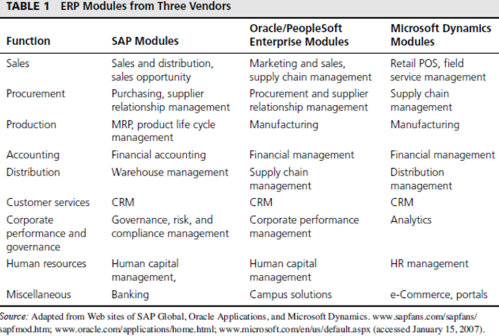 TABLE 1 ERP Modules from Three Vendors
Function SAP Modules Oracle/PeopleSoft Enterprise Modules Microsoft Dynamics Modules
Sales Sales and distribution, sales opportunity Marketing and sales, supply chain management Retail POS, field service management
Procurement Purchasing, supplier relationship management Procurement and supplier relationship management Supply chain management
Production MRP, product life cycle management Manufacturing Manufacturing
Accounting Financial accounting Financial management Financial management
Distribution Warehouse management Supply chain management Distribution management
Customer services CRM CRM CRM
Corporate performance and governance Governance, risk, and compliance management Corporate performance management Analytics
Human resources Human capital management, Human capital management HR management
Miscellaneous Banking Campus solutions e-Commerce, portals
Source: Adapted from Web sites of SAP Global, Oracle Applications, and Microsoft Dynamics. www.sapfans.com/sapfans/
sapfmod.htm; www.oracle.com/applications/home.html; www.microsoft.com/en/us/default.aspx (accessed January 15, 2007).